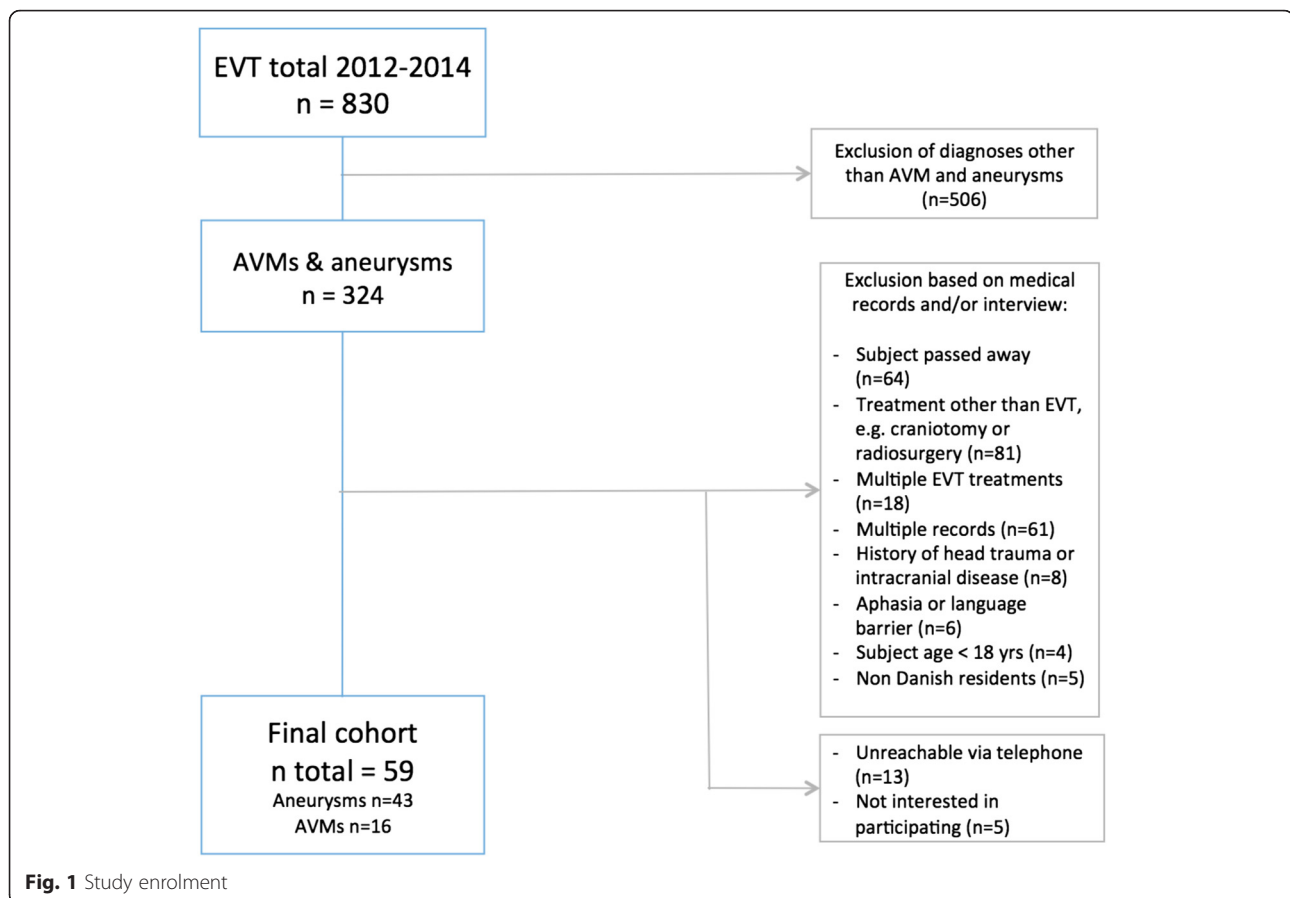 EVT total 2012-2014
n = 830
Exclusion of diagnoses other
than AVM and aneurysms
(n=506)
AVMs & aneurysms
n = 324
Exclusion based on medical
records and/or interview:
- Subject passed away
(n=64)
- Treatment other than EVT,
e.g. craniotomy or
radiosurgery (n=81)
- Multiple EVT treatments
(n=18)
- Multiple records (n=61)
- History of head trauma or
intracranial disease (n=8)
- Aphasia or language
barrier (n=6)
- Subject age < 18 yrs (n=4)
- Non Danish residents (n=5)
Final cohort
n total = 59
Aneurysms n=43
AVMs n=16
- Unreachable via telephone
(n=13)
- Not interested in
participating (n=5)
Fig. 1 Study enrolment